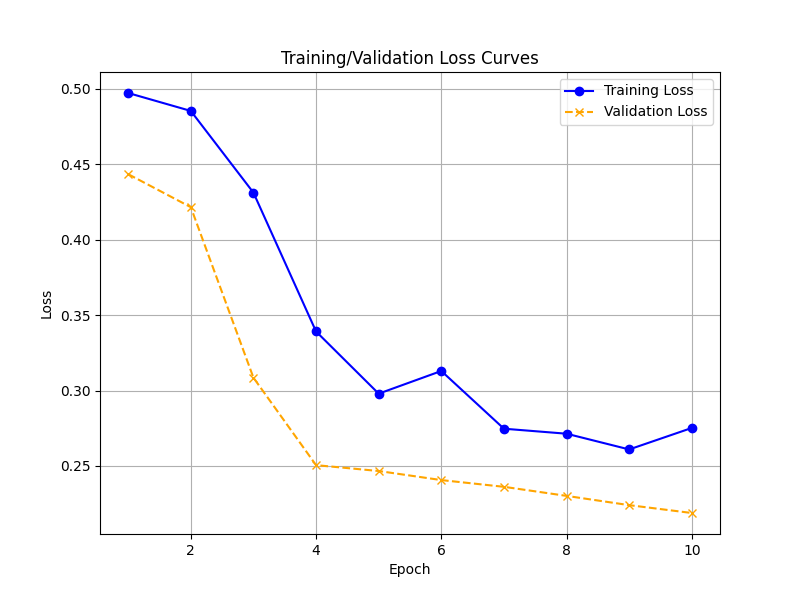 Training/Validation Loss Curves
Training Loss
Validation Loss
0.50
0.45
0.40
0.35
0.30
0.25
Loss
2 4 6 8 10
Epoch